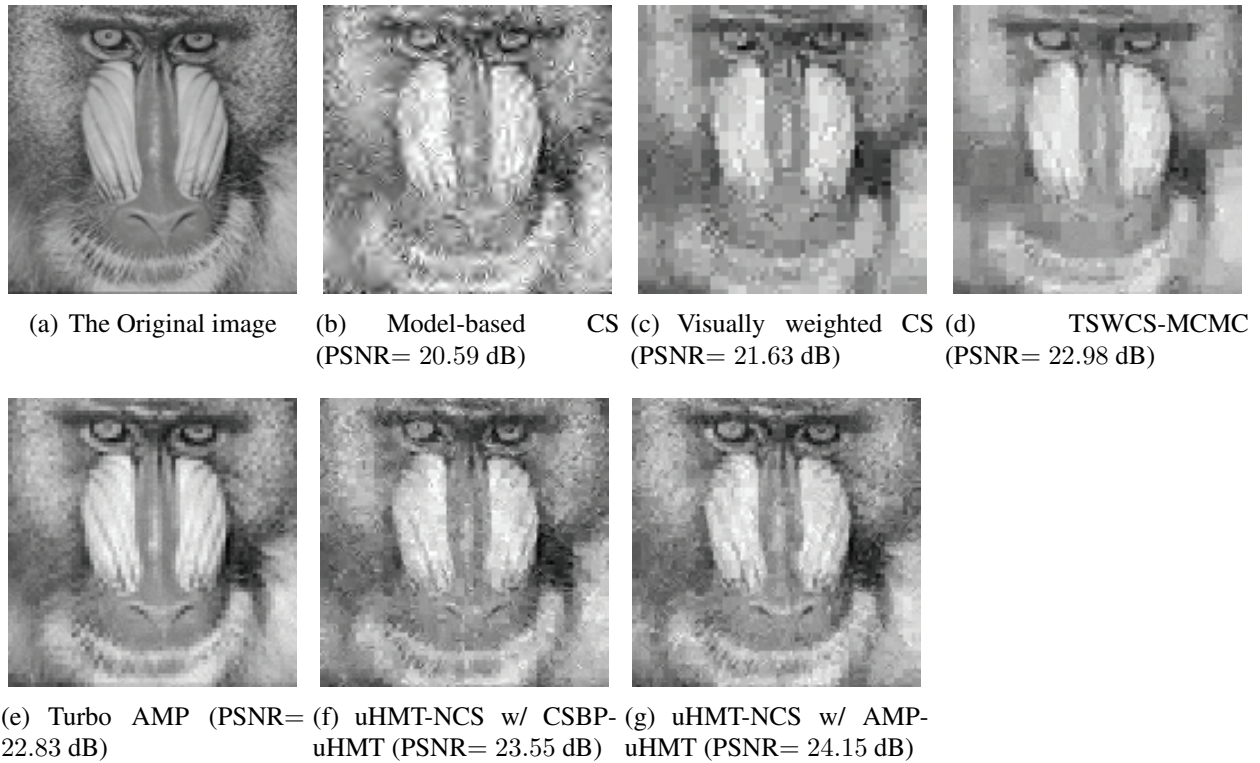 (a) The Original image
(b) Model-based CS
(PSNR= 20.59 dB)
(c) Visually weighted CS
(PSNR= 21.63 dB)
(d) TSWCS-MCMC
(PSNR= 22.98 dB)
(e) Turbo AMP (PSNR=
22.83 dB)
(f) uHMT-NCS w/ CSBP-
uHMT (PSNR= 23.55 dB)
(g) uHMT-NCS w/ AMP-
uHMT (PSNR= 24.15 dB)